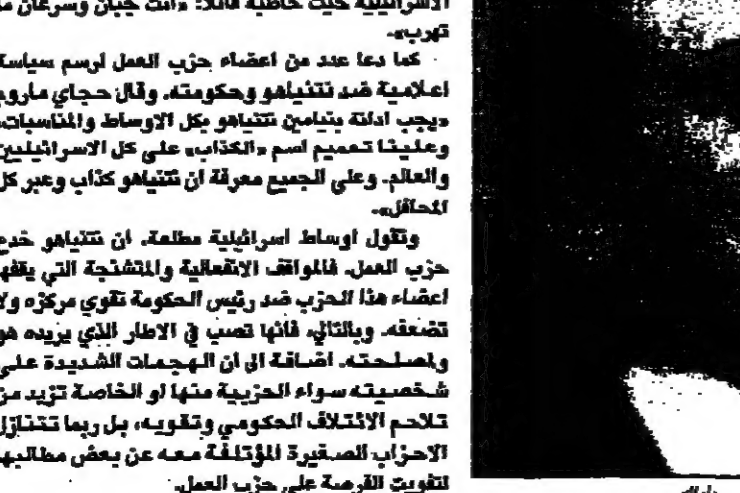 الاسرائيلية حيث خاطبه قائلا: «انت جبان وسرعان ما
تهرب».
كما دعا عدد من اعضاء حزب العمل لرسم سياسة
اعلامية ضد نتنياهو وحكومته. وقال حجاي ماروم
«يجب ادانة بنيامين نتنياهو بكل الاوساط والمناسبات،
وعلينا تعميم اسم «الكذاب» على كل الاسرائيليين
والعالم. وعلى الجميع معرفة ان نتنياهو كذاب وعبر كل
المحافل».
وتقول اوساط اسرائيلية مطلعة، ان نتنياهو خدع
حزب العمل. فالمواقف الانفعالية والمتشنجة التي يقفها
اعضاء هذا الحزب ضد رئيس الحكومة تقوي مركزه ولا
تضعفه. وبالتالي، فانها تصب في الاطار الذي يريده هو
ولمصلحته. اضافة الى أن الهجمات الشديدة على
شخصيته سواء الحزبية منها او الخاصة تزيد من
تلاحم الائتلاف الحكومي وتقويه، بل ربما تتنازل
الاحزاب الصغيرة المؤتلفة معه عن بعض مطالبها
لتفويت الفرصة على حزب العمل.